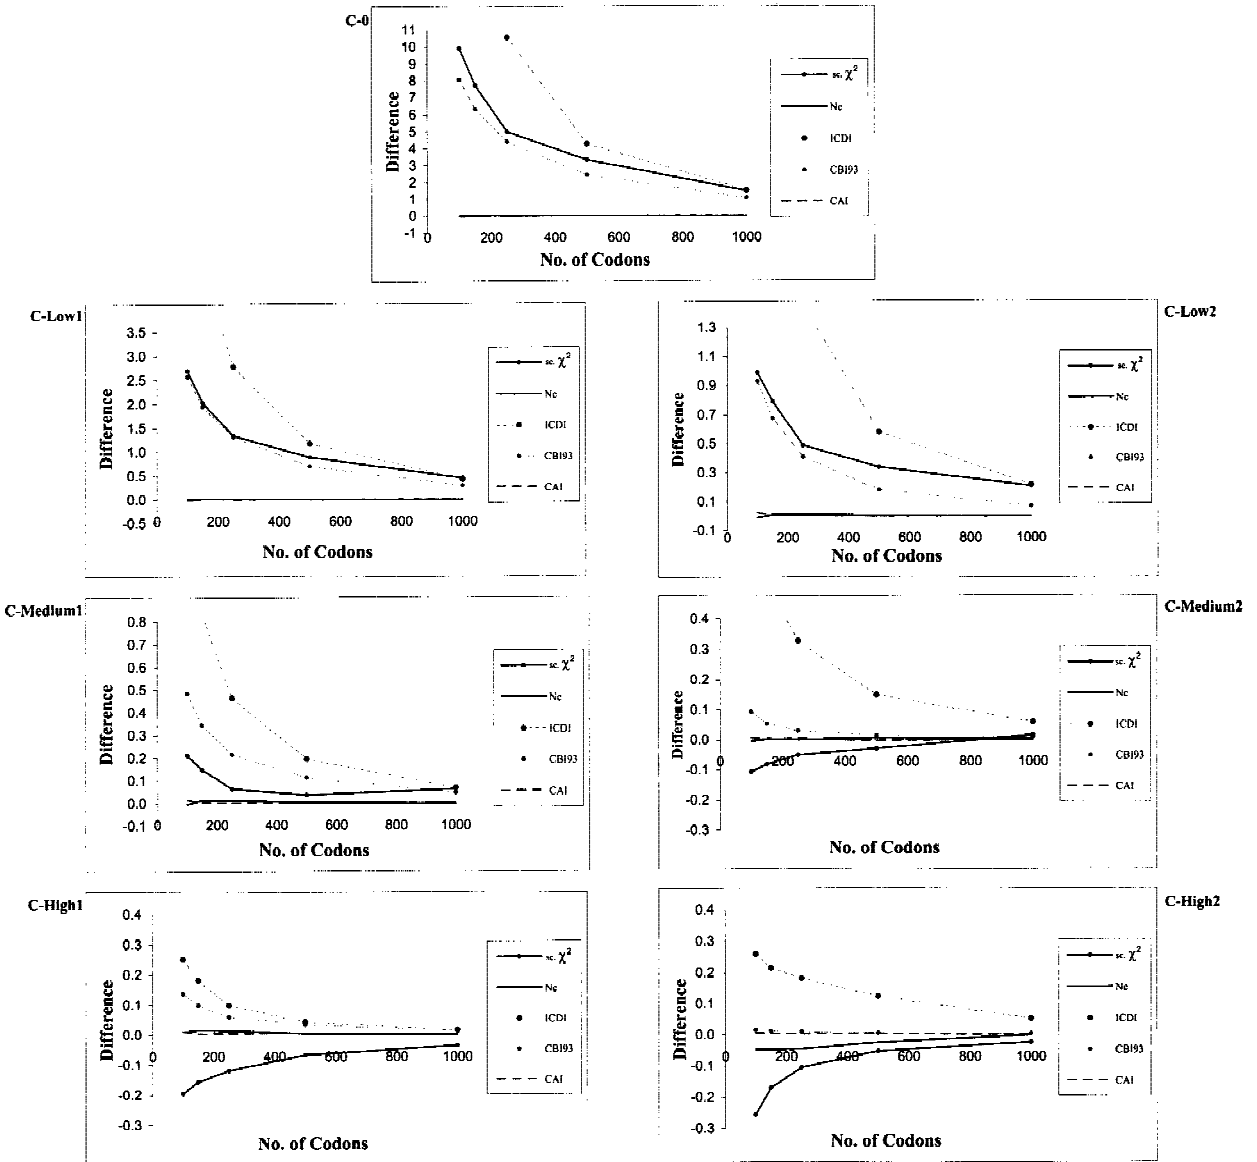 C-0
11
10
9
8
7
6
5
4
3
2
1
0
-1
Difference
0 200 400 600 800 1000
No. of Codons
sc. χ²
Nc
ICDI
CBI93
CAI
C-Low1
3.5
3.0
2.5
2.0
1.5
1.0
0.5
0.0
-0.5
Difference
0 200 400 600 800 1000
No. of Codons
sc. χ²
Nc
ICDI
CBI93
CAI
C-Low2
1.3
1.1
0.9
0.7
0.5
0.3
0.1
-0.1
Difference
0 200 400 600 800 1000
No. of Codons
sc. χ²
Nc
ICDI
CBI93
CAI
C-Medium1
0.8
0.7
0.6
0.5
0.4
0.3
0.2
0.1
0.0
-0.1
Difference
0 200 400 600 800 1000
No. of Codons
sc. χ²
Nc
ICDI
CBI93
CAI
C-Medium2
0.4
0.3
0.2
0.1
0.0
-0.1
-0.2
-0.3
Difference
0 200 400 600 800 1000
No. of Codons
sc. χ²
Nc
ICDI
CBI93
CAI
C-High1
0.4
0.3
0.2
0.1
0.0
-0.1
-0.2
-0.3
Difference
0 200 400 600 800 1000
No. of Codons
sc. χ²
Nc
ICDI
CBI93
CAI
C-High2
0.4
0.3
0.2
0.1
0.0
-0.1
-0.2
-0.3
Difference
0 200 400 600 800 1000
No. of Codons
sc. χ²
Nc
ICDI
CBI93
CAI